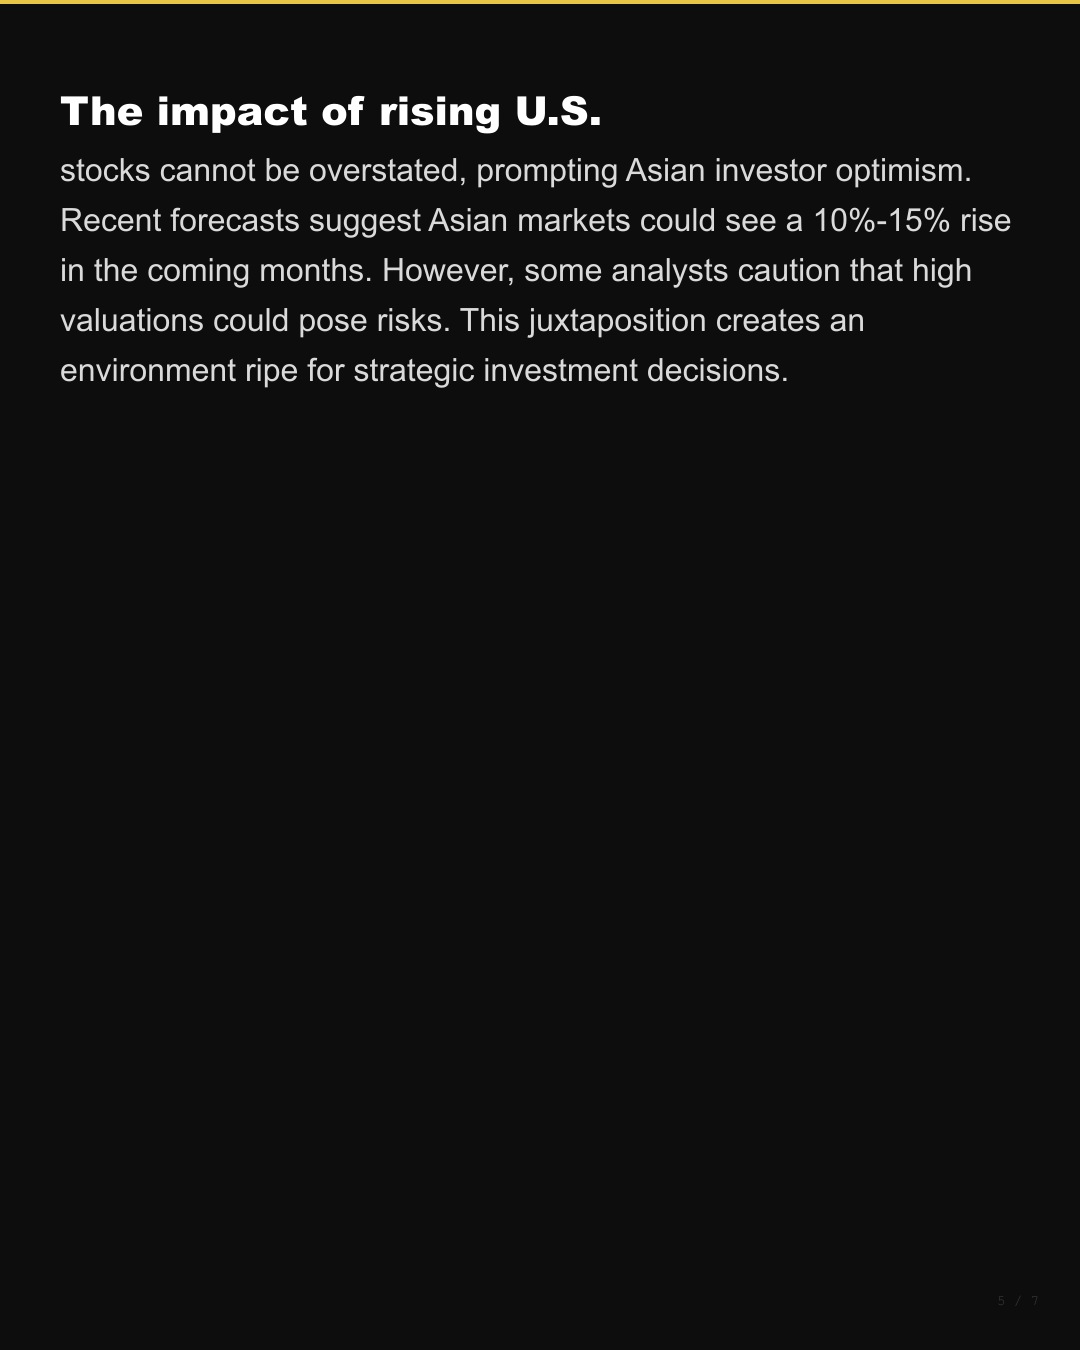 The impact of rising U.S.
stocks cannot be overstated, prompting Asian investor optimism.
Recent forecasts suggest Asian markets could see a 10%-15% rise
in the coming months. However, some analysts caution that high
valuations could pose risks. This juxtaposition creates an
environment ripe for strategic investment decisions.
5 / 7